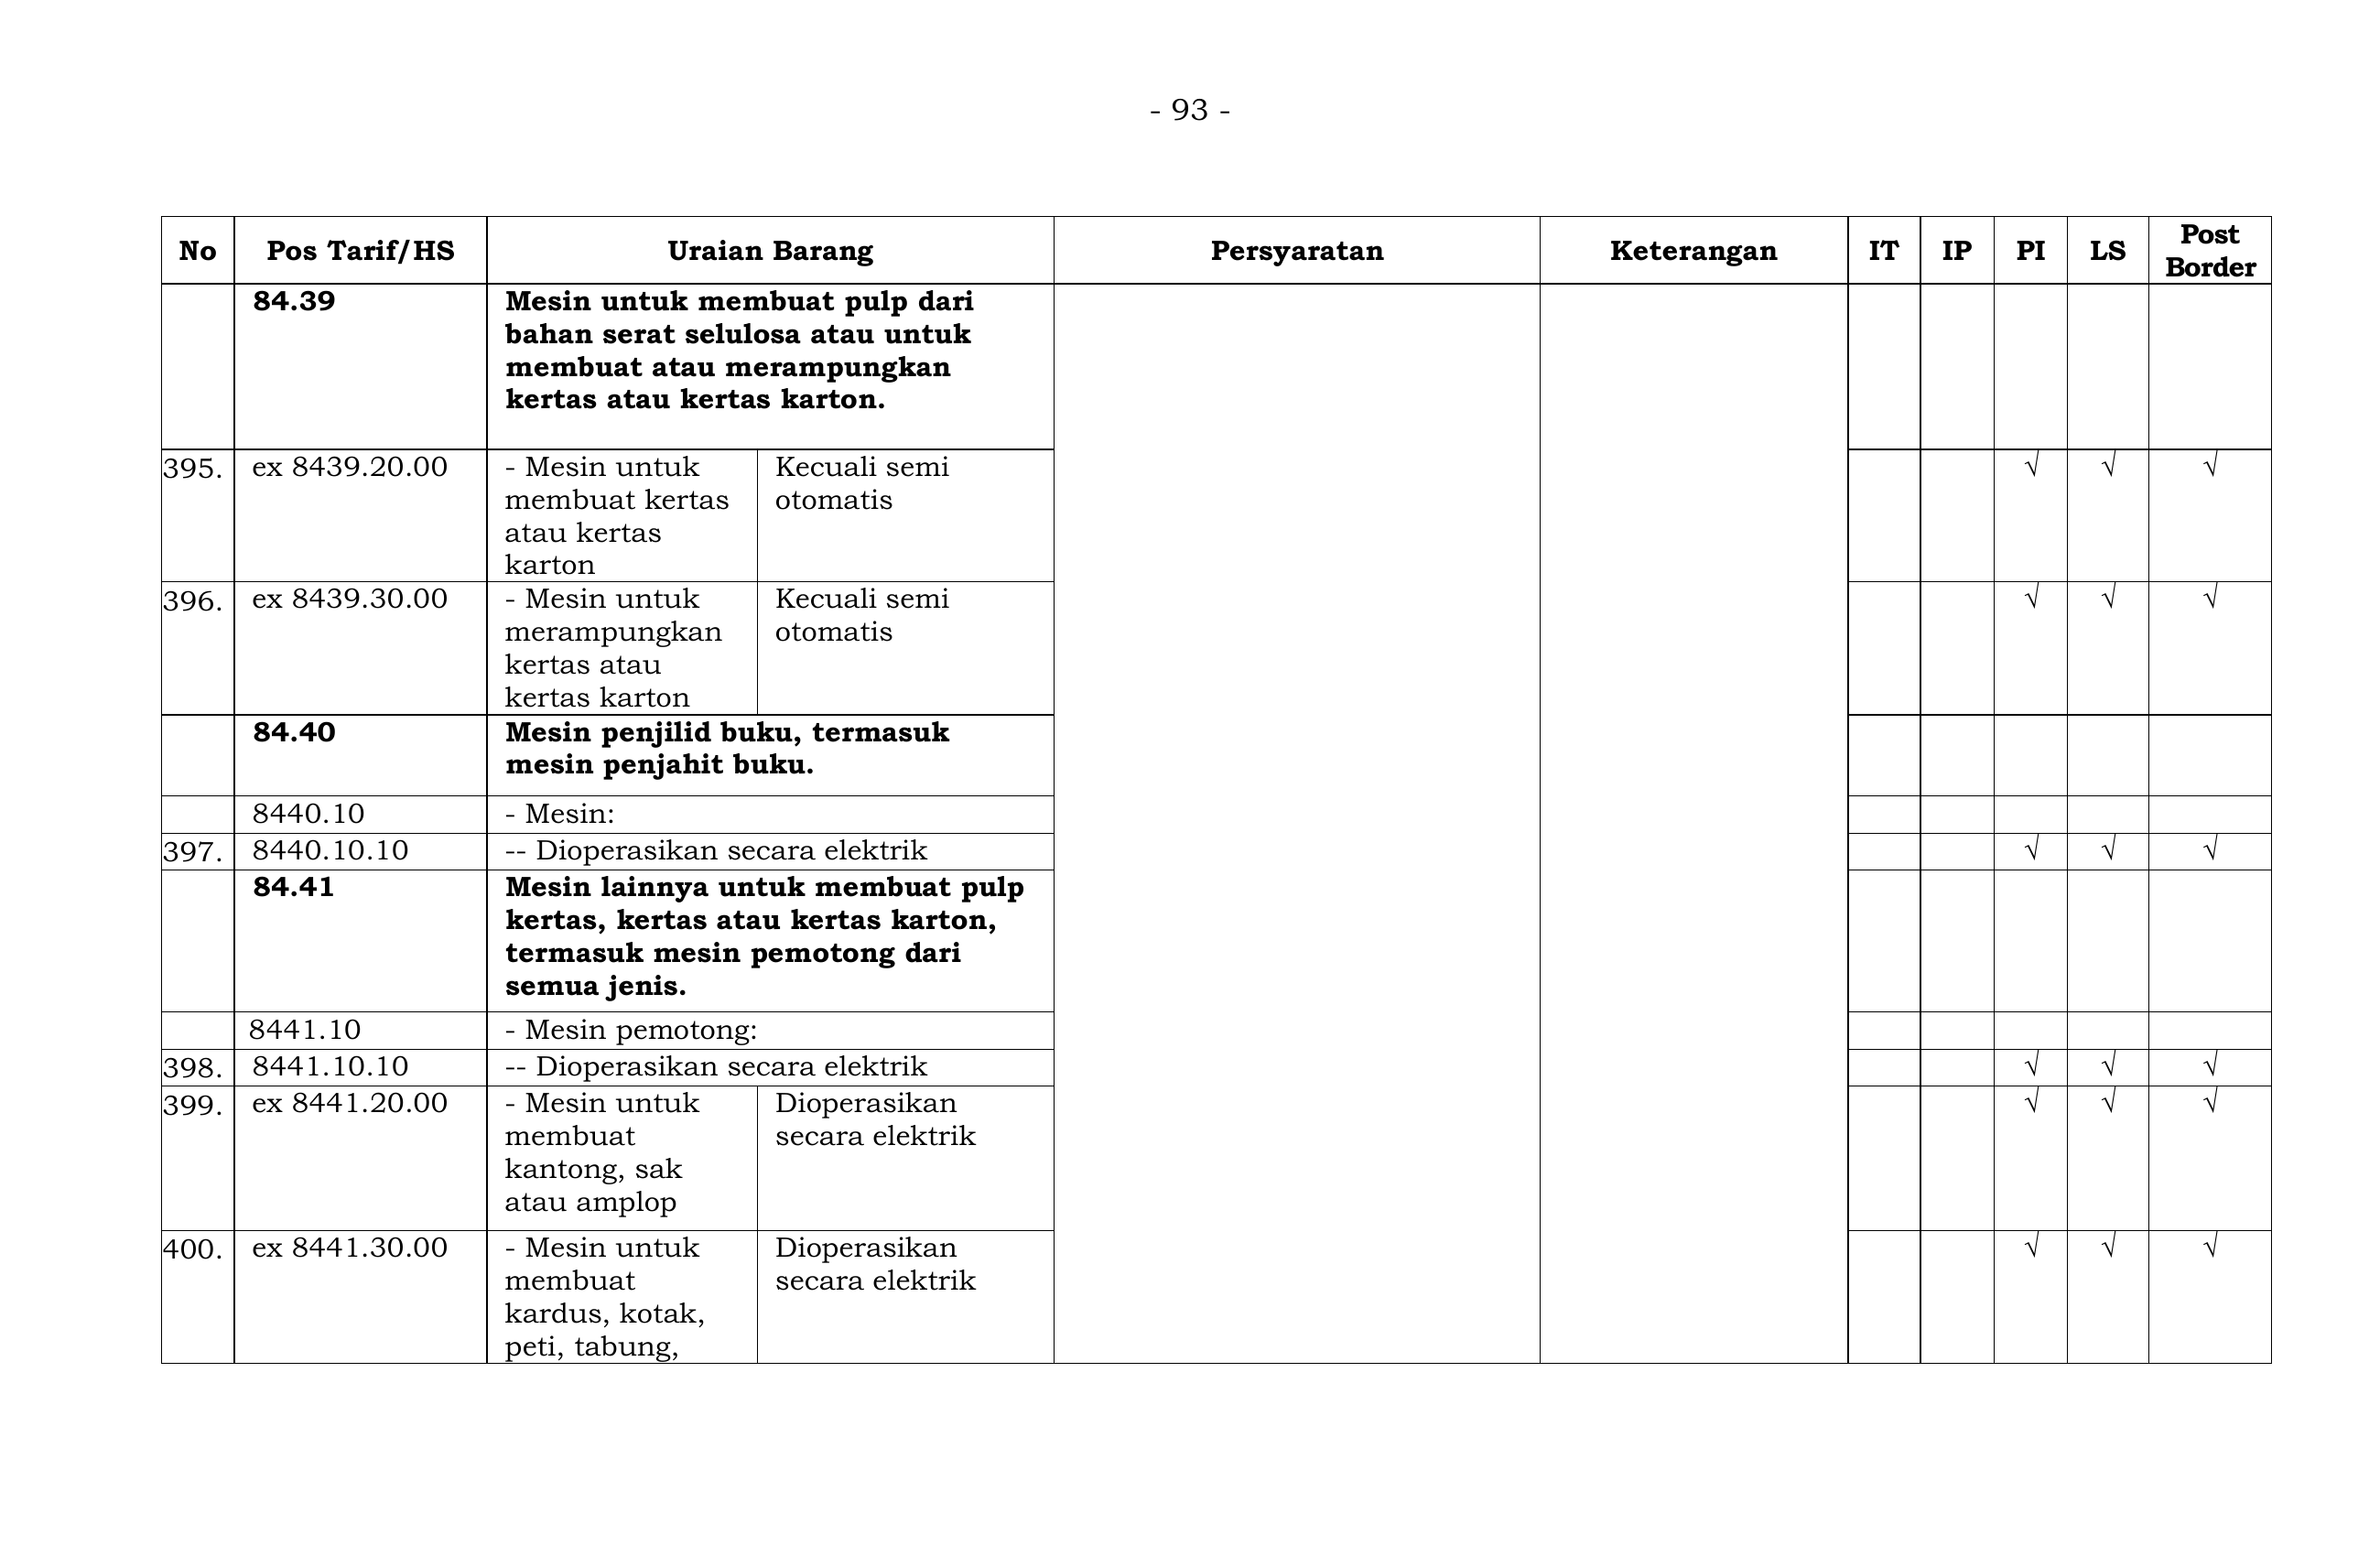 - 93 -
No Pos Tarif/HS Uraian Barang Persyaratan Keterangan IT IP PI LS Post Border
84.39 Mesin untuk membuat pulp dari
bahan serat selulosa atau untuk
membuat atau merampungkan
kertas atau kertas karton.
395. ex 8439.20.00 - Mesin untuk Kecuali semi √ √ √
membuat kertas otomatis
atau kertas
karton
396. ex 8439.30.00 - Mesin untuk Kecuali semi √ √ √
merampungkan otomatis
kertas atau
kertas karton
84.40 Mesin penjilid buku, termasuk
mesin penjahit buku.
8440.10 - Mesin:
397. 8440.10.10 -- Dioperasikan secara elektrik √ √ √
84.41 Mesin lainnya untuk membuat pulp
kertas, kertas atau kertas karton,
termasuk mesin pemotong dari
semua jenis.
8441.10 - Mesin pemotong:
398. 8441.10.10 -- Dioperasikan secara elektrik √ √ √
399. ex 8441.20.00 - Mesin untuk Dioperasikan √ √ √
membuat secara elektrik
kantong, sak
atau amplop
400. ex 8441.30.00 - Mesin untuk Dioperasikan √ √ √
membuat secara elektrik
kardus, kotak,
peti, tabung,